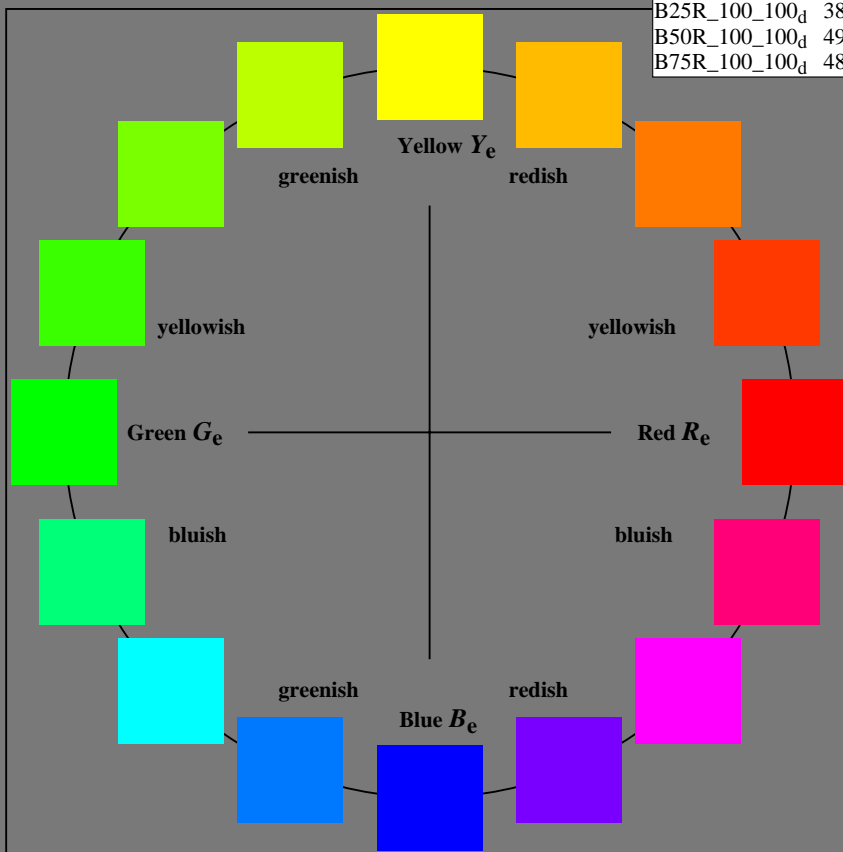 B25R_100_100d 38
B50R_100_100d 49
B75R_100_100d 48
Yellow Ye
greenish redish
yellowish yellowish
Green Ge Red Re
bluish bluish
greenish redish
Blue Be